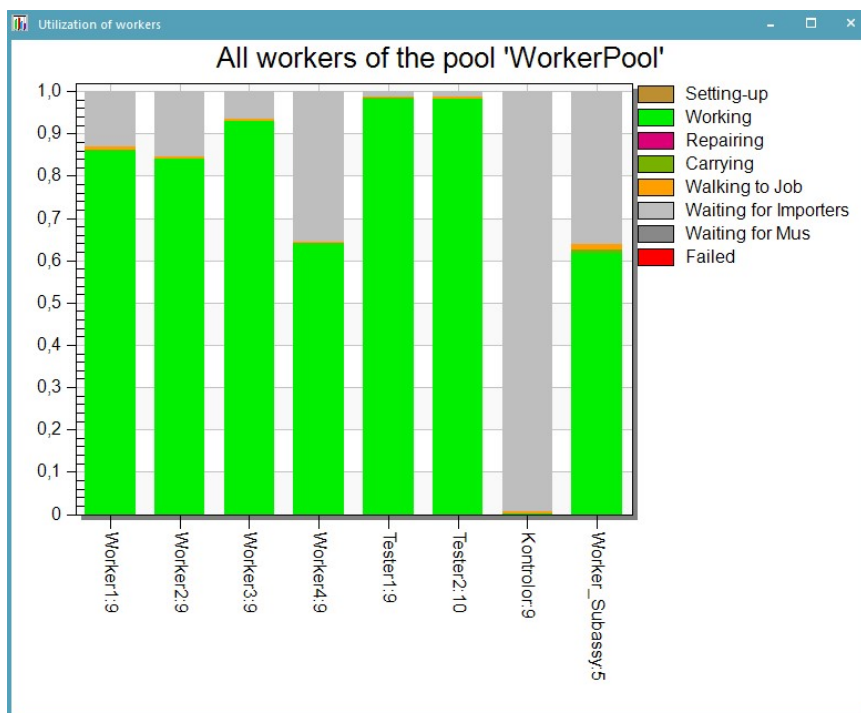 Utilization of workers
All workers of the pool 'WorkerPool'
1,0
0,9
0,8
0,7
0,6
0,5
0,4
0,3
0,2
0,1
0
Setting-up
Working
Repairing
Carrying
Walking to Job
Waiting for Importers
Waiting for Mus
Failed
Worker1:9
Worker2:9
Worker3:9
Worker4:9
Tester1:9
Tester2:10
Kontrolor:9
Worker_Subassy:5